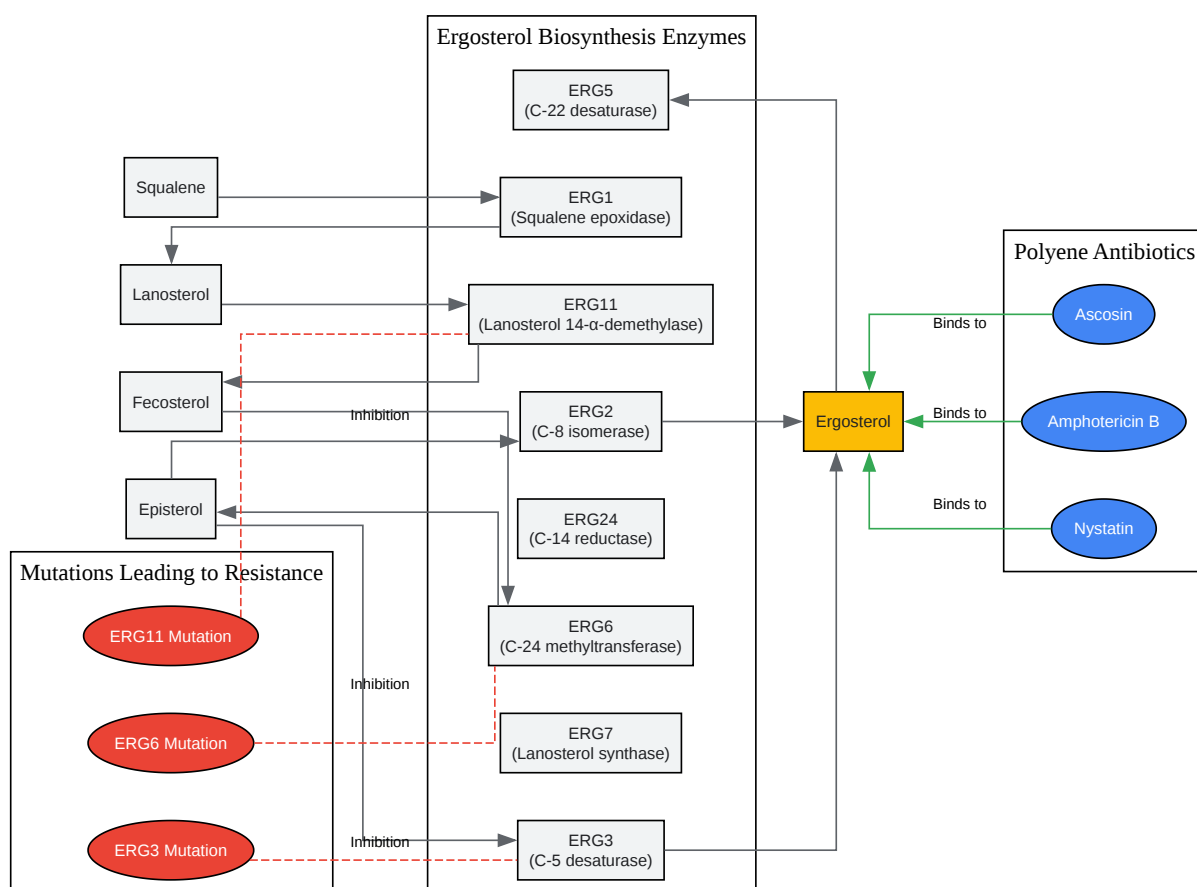 Ergosterol Biosynthesis Enzymes
ERG5
(C-22 desaturase)
Squalene
ERG1
(Squalene epoxidase)
Polyene Antibiotics
Lanosterol
ERG11
(Lanosterol 14-α-demethylase)
Binds to
Ascosin
Fecosterol
Inhibition
ERG2
(C-8 isomerase)
Ergosterol
Binds to
Amphotericin B
Episterol
ERG24
(C-14 reductase)
Binds to
Nystatin
Mutations Leading to Resistance
ERG11 Mutation
ERG6
(C-24 methyltransferase)
Inhibition
ERG6 Mutation
ERG7
(Lanosterol synthase)
ERG3 Mutation
Inhibition
ERG3
(C-5 desaturase)